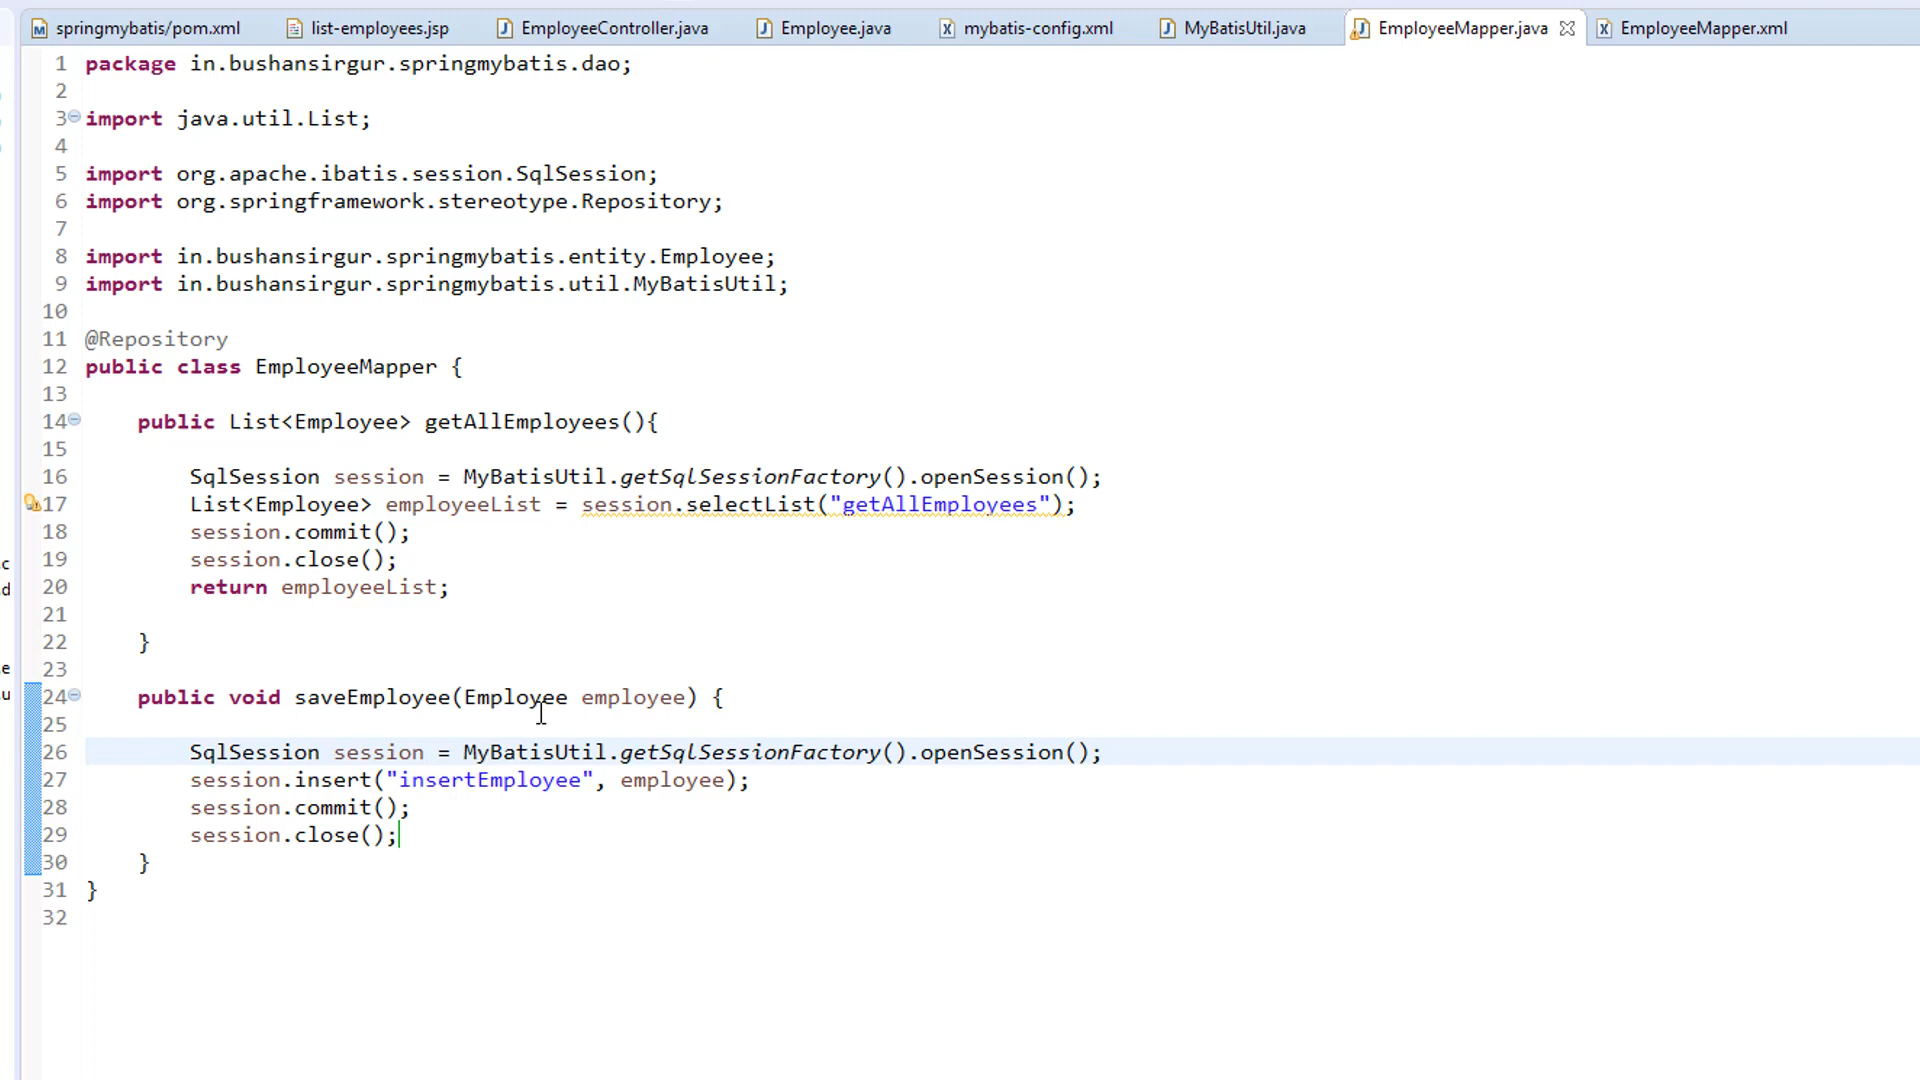 springmybatis/pom.xml list-employees.jsp EmployeeController.java Employee.java mybatis-config.xml MyBatisUtil.java EmployeeMapper.java EmployeeMapper.xml
1 package in.bushansirgur.springmybatis.dao;
2
3 import java.util.List;
4
5 import org.apache.ibatis.session.SqlSession;
6 import org.springframework.stereotype.Repository;
7
8 import in.bushansirgur.springmybatis.entity.Employee;
9 import in.bushansirgur.springmybatis.util.MyBatisUtil;
10
11 @Repository
12 public class EmployeeMapper {
13
14 public List<Employee> getAllEmployees(){
15
16 SqlSession session = MyBatisUtil.getSqlSessionFactory().openSession();
17 List<Employee> employeeList = session.selectList("getAllEmployees");
18 session.commit();
c
19 session.close();
d
20 return employeeList;
21
22 }
e
23
u
24 public void saveEmployee(Employee employee) {
25
26 SqlSession session = MyBatisUtil.getSqlSessionFactory().openSession();
27 session.insert("insertEmployee", employee);
28 session.commit();
29 session.close();
30 }
31 }
32